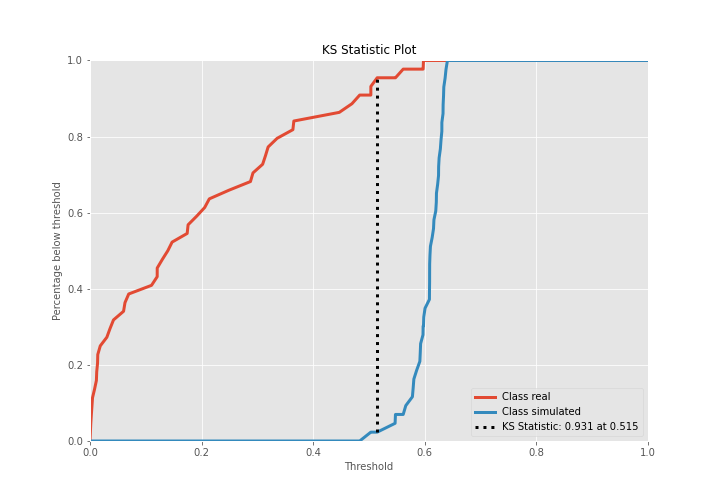 KS Statistic Plot
1.0
0.8
0.6
0.4
0.2
0.0
Percentage below threshold
0.0 0.2 0.4 0.6 0.8 1.0
Threshold
Class real
Class simulated
KS Statistic: 0.931 at 0.515